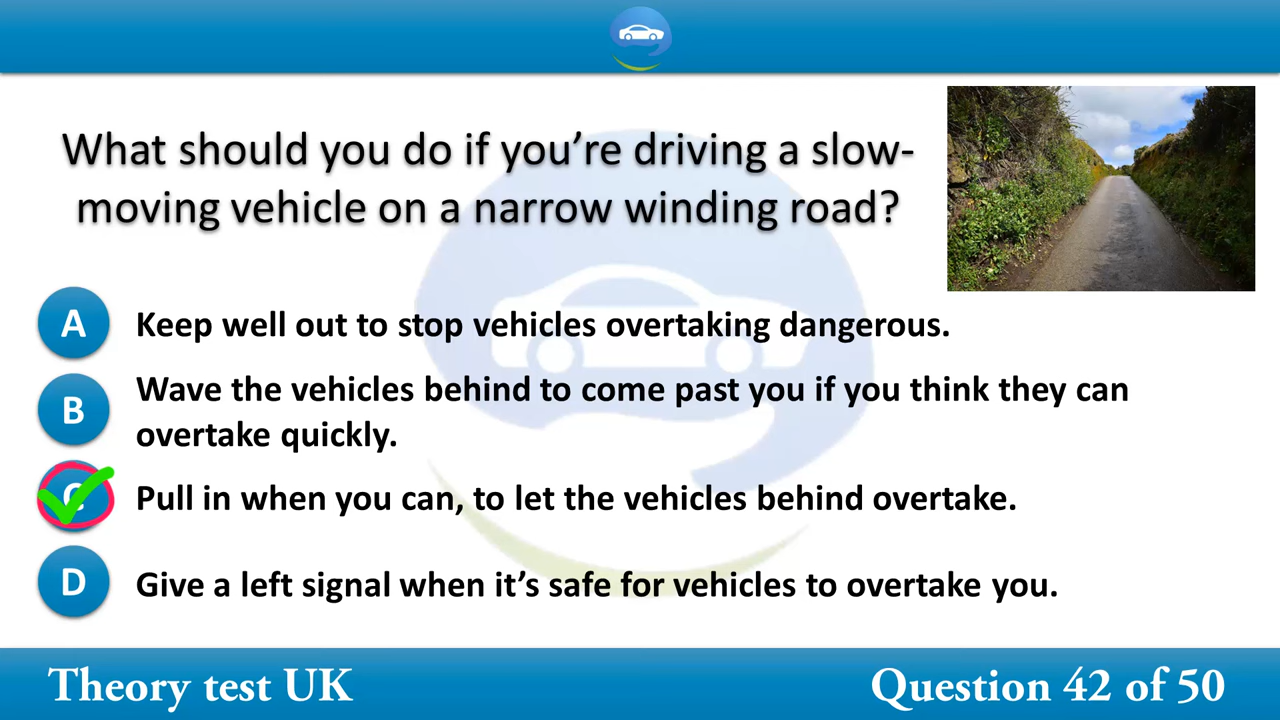 What should you do if you’re driving a slow-
moving vehicle on a narrow winding road?
A
Keep well out to stop vehicles overtaking dangerous.
B
Wave the vehicles behind to come past you if you think they can
overtake quickly.
C
Pull in when you can, to let the vehicles behind overtake.
D
Give a left signal when it’s safe for vehicles to overtake you.
Theory test UK
Question 42 of 50